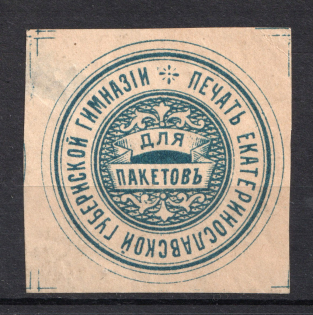 ПЕЧАТЬ ЕКАТЕРИНОСЛАВСКОЙ ГУБЕРНСКОЙ ГИМНАЗІИ
ДЛЯ
ПАКЕТОВЪ